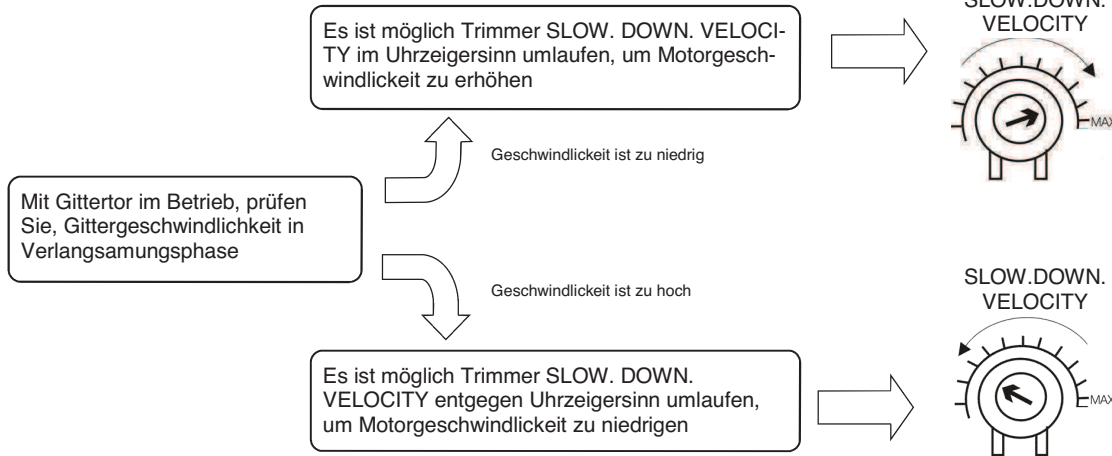 Es ist möglich Trimmer SLOW. DOWN. VELOCI-
TY im Uhrzeigersinn umlaufen, um Motorgesch-
windlickeit zu erhöhen
SLOW.DOWN.
VELOCITY
MAX
Geschwindlickeit ist zu niedrig
Mit Gittertor im Betrieb, prüfen
Sie, Gittergeschwindlichkeit in
Verlangsamungsphase
Geschwindlickeit ist zu hoch
SLOW.DOWN.
VELOCITY
MAX
Es ist möglich Trimmer SLOW. DOWN.
VELOCITY entgegen Uhrzeigersinn umlaufen,
um Motorgeschwindlickeit zu niedrigen